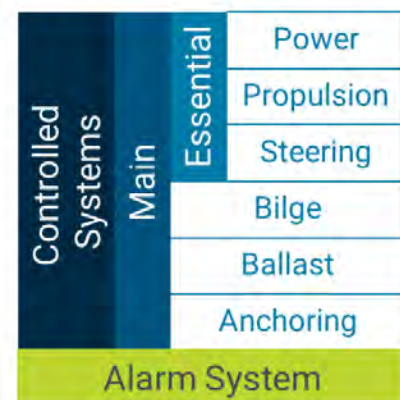 Controlled
Systems
Main
Essential
Power
Propulsion
Steering
Bilge
Ballast
Anchoring
Alarm System